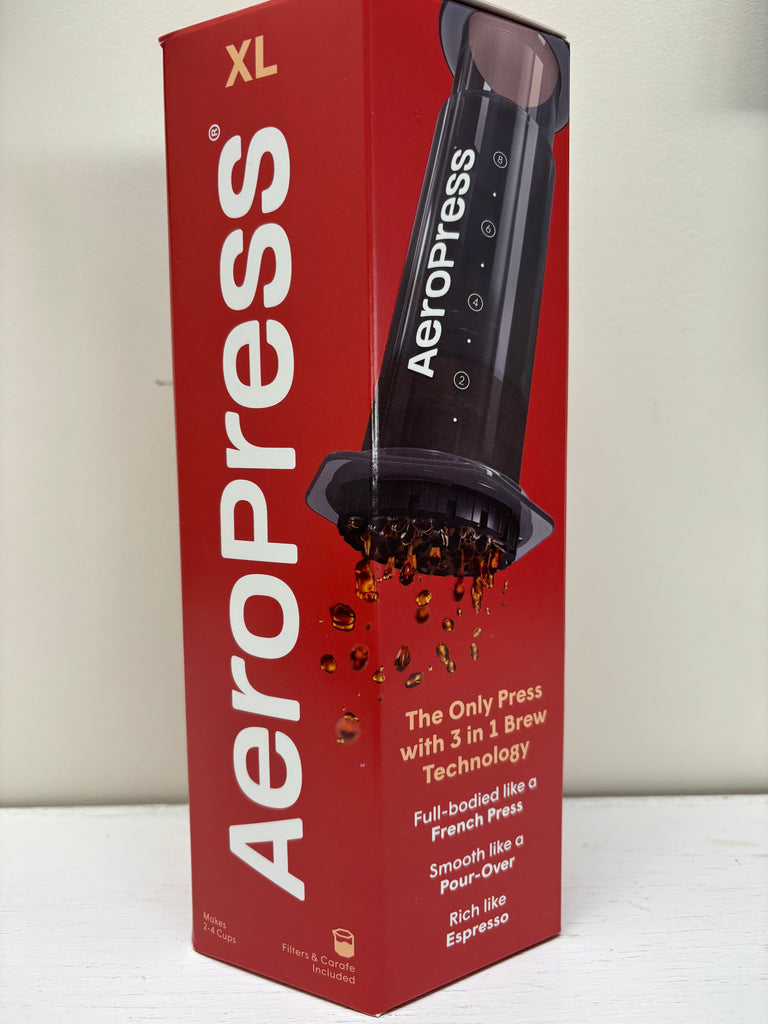 XL
AeroPress®
Makes
2-4 Cups
Filters & Carafe
Included
AeroPress
8
6
4
2
The Only Press
with 3 in 1 Brew
Technology
Full-bodied like a
French Press
Smooth like a
Pour-Over
Rich like
Espresso